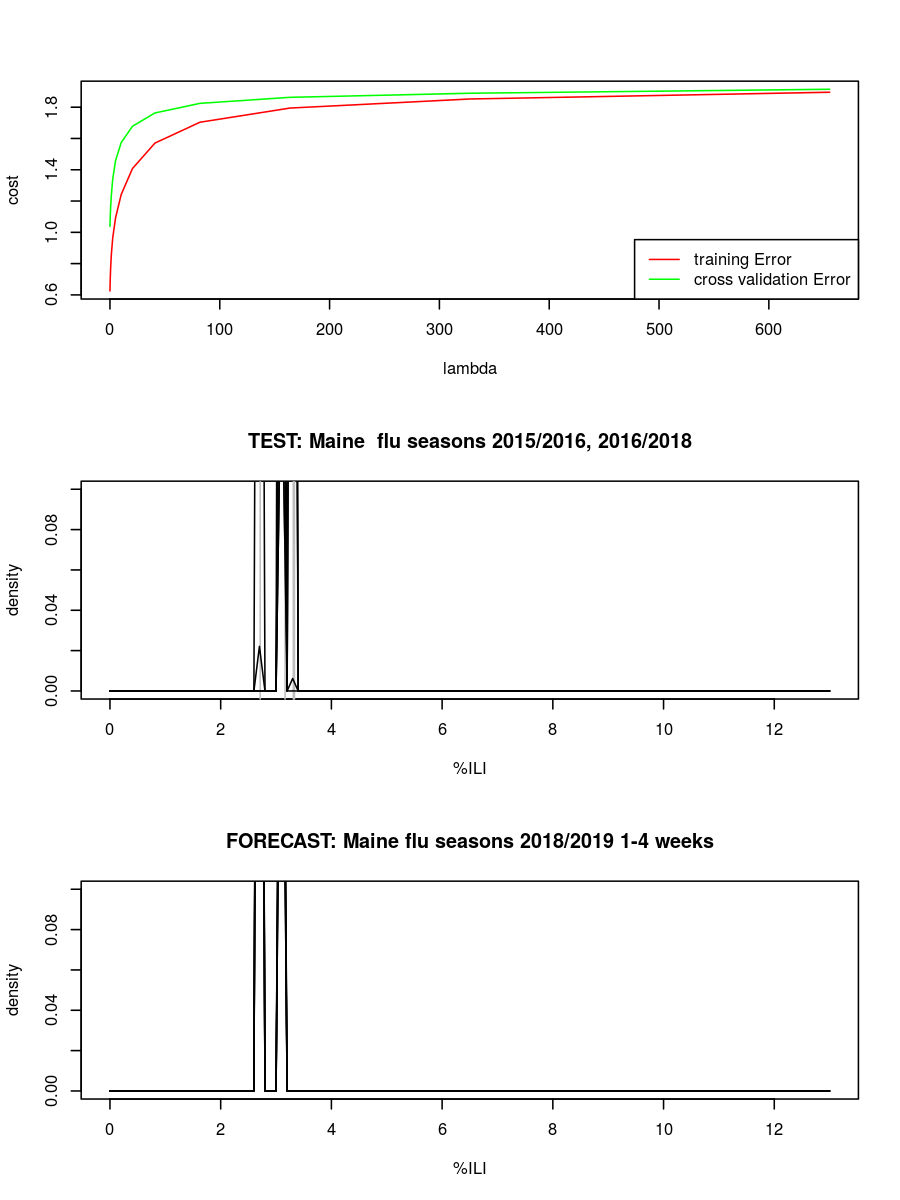 cost
0.6 1.0 1.4 1.8
training Error
cross validation Error
0 100 200 300 400 500 600
lambda
TEST: Maine  flu seasons 2015/2016, 2016/2018
density
0.00 0.04 0.08
0 2 4 6 8 10 12
%ILI
FORECAST: Maine flu seasons 2018/2019 1-4 weeks
density
0.00 0.04 0.08
0 2 4 6 8 10 12
%ILI